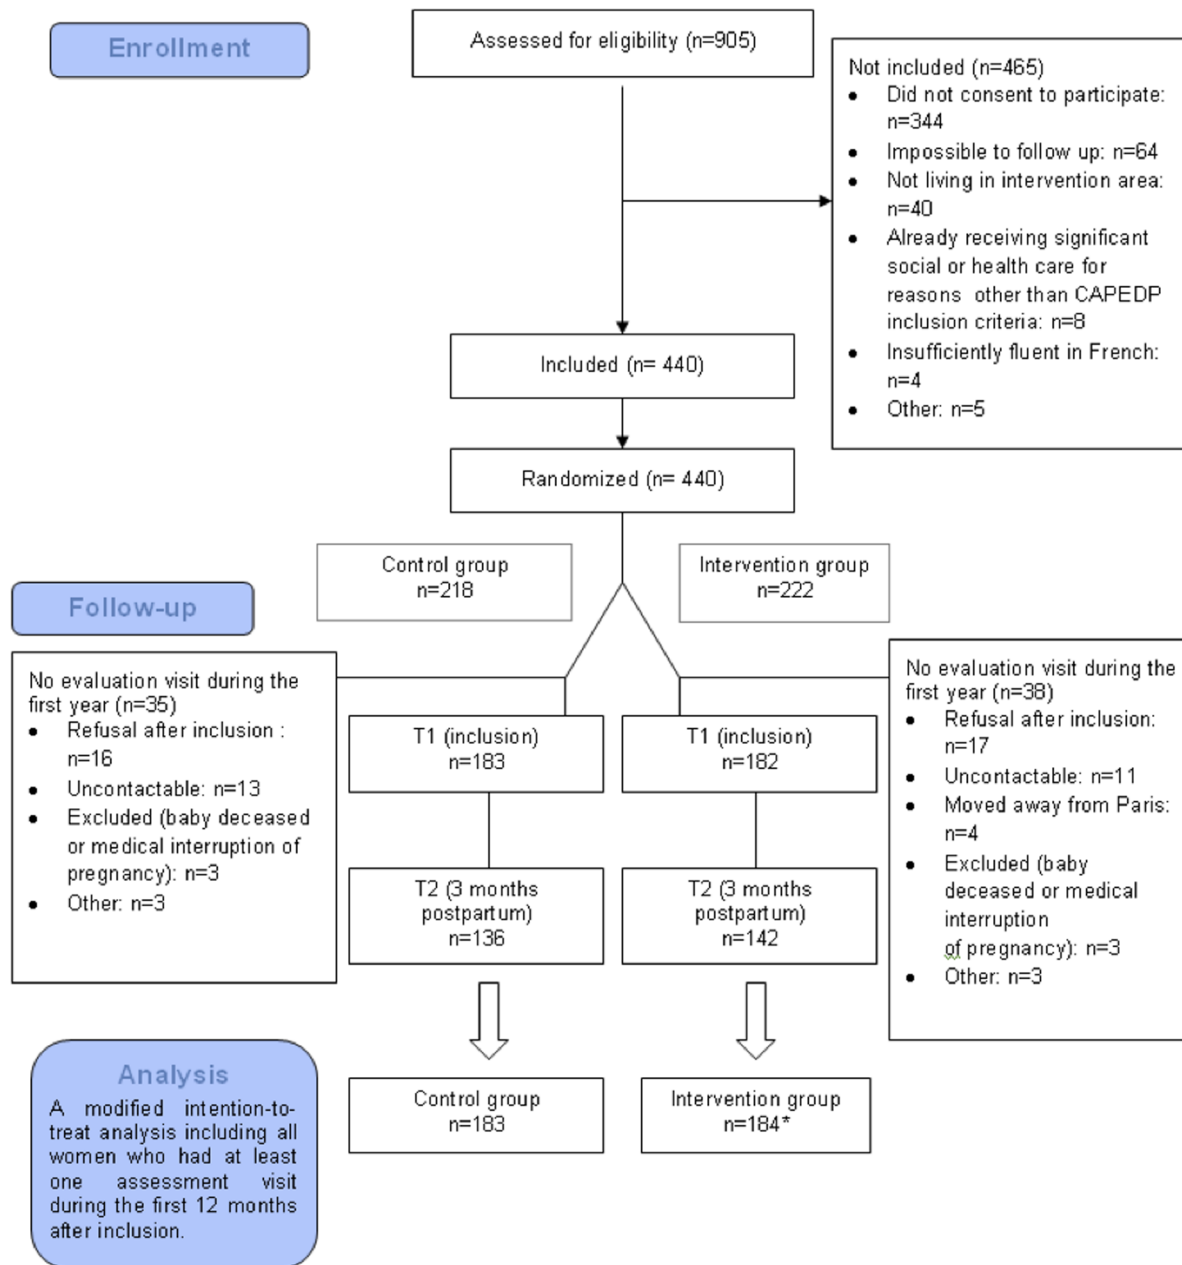 Enrollment
Assessed for eligibility (n=905)
Not included (n=465)
• Did not consent to participate:
n=344
• Impossible to follow up: n=64
• Not living in intervention area:
n=40
• Already receiving significant
social or health care for
reasons other than CAPEDP
inclusion criteria: n=8
• Insufficiently fluent in French:
n=4
• Other: n=5
Included (n= 440)
Randomized (n= 440)
Control group
n=218
Intervention group
n=222
Follow-up
No evaluation visit during the
first year (n=35)
• Refusal after inclusion :
n=16
• Uncontactable: n=13
• Excluded (baby deceased
or medical interruption of
pregnancy): n=3
• Other: n=3
T1 (inclusion)
n=183
T1 (inclusion)
n=182
No evaluation visit during the
first year (n=38)
• Refusal after inclusion:
n=17
• Uncontactable: n=11
• Moved away from Paris:
n=4
• Excluded (baby
deceased or medical
interruption
of pregnancy): n=3
• Other: n=3
T2 (3 months
postpartum)
n=136
T2 (3 months
postpartum)
n=142
Analysis
A modified intention-to-
treat analysis including all
women who had at least
one assessment visit
during the first 12 months
after inclusion.
Control group
n=183
Intervention group
n=184*